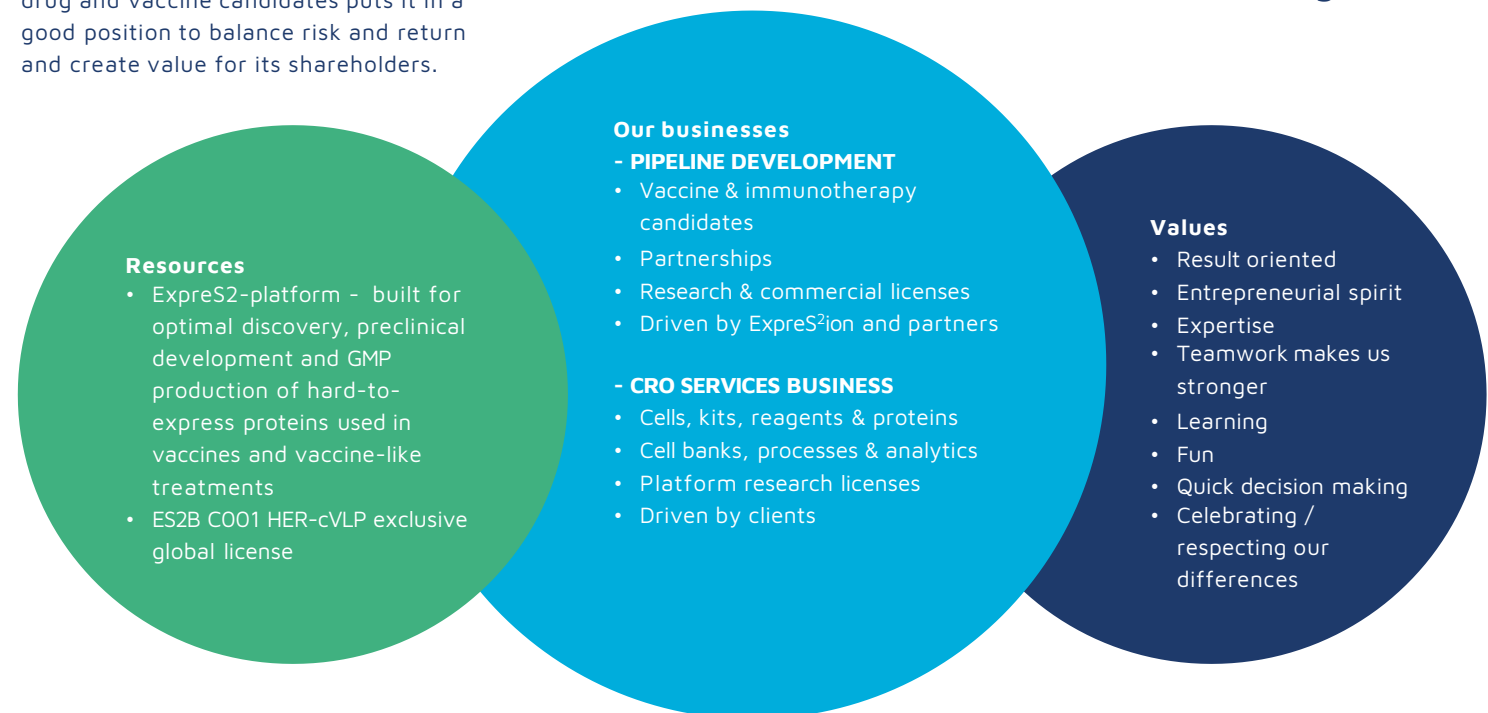 drug and vaccine candidates puts it in a
good position to balance risk and return
and create value for its shareholders.
Resources
• ExpreS2-platform - built for
optimal discovery, preclinical
development and GMP
production of hard-to-
express proteins used in
vaccines and vaccine-like
treatments
• ES2B C001 HER-cVLP exclusive
global license
Our businesses
- PIPELINE DEVELOPMENT
• Vaccine & immunotherapy
candidates
• Partnerships
• Research & commercial licenses
• Driven by ExpreS²ion and partners
- CRO SERVICES BUSINESS
• Cells, kits, reagents & proteins
• Cell banks, processes & analytics
• Platform research licenses
• Driven by clients
Values
• Result oriented
• Entrepreneurial spirit
• Expertise
• Teamwork makes us
stronger
• Learning
• Fun
• Quick decision making
• Celebrating /
respecting our
differences